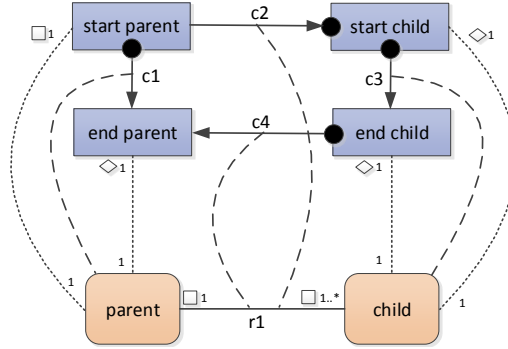 c2
start parent
start child
1
1
c1
c3
end parent
c4
end child
1
1
1
1
1
1
parent
1
1..*
child
r1